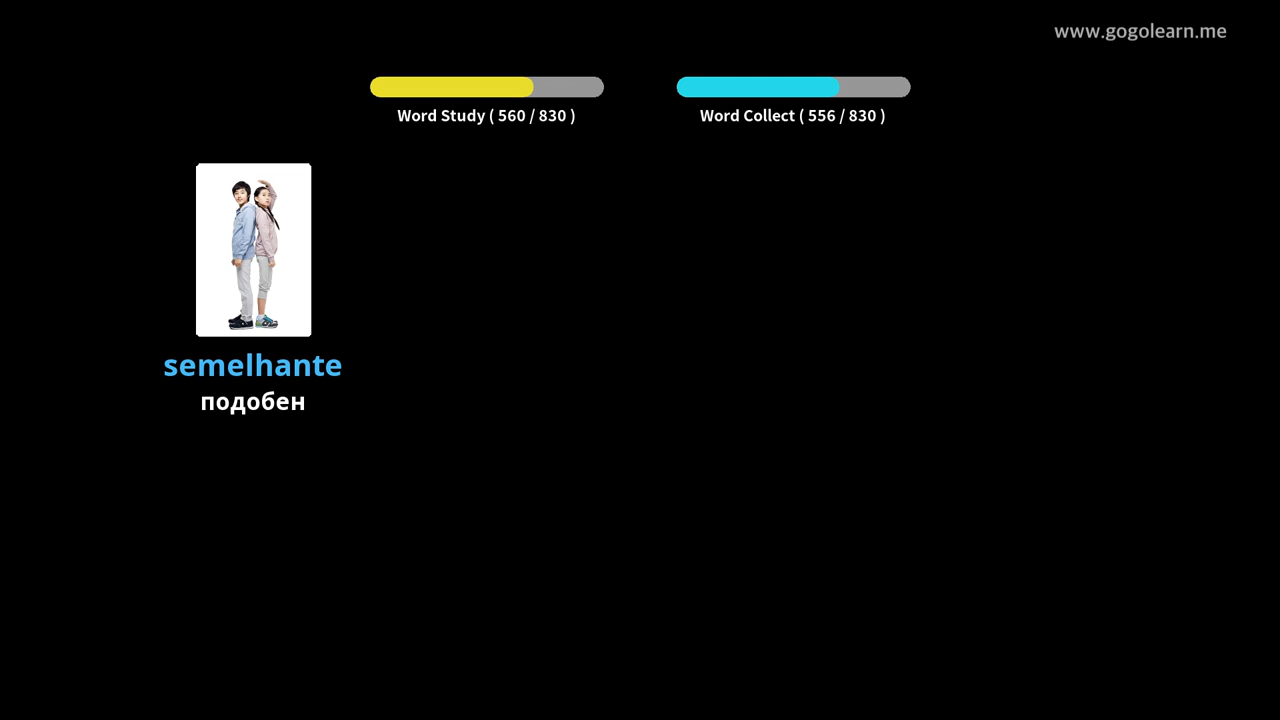 www.gogolearn.me
Word Study ( 560 / 830 )
Word Collect ( 556 / 830 )
semelhante
подобен